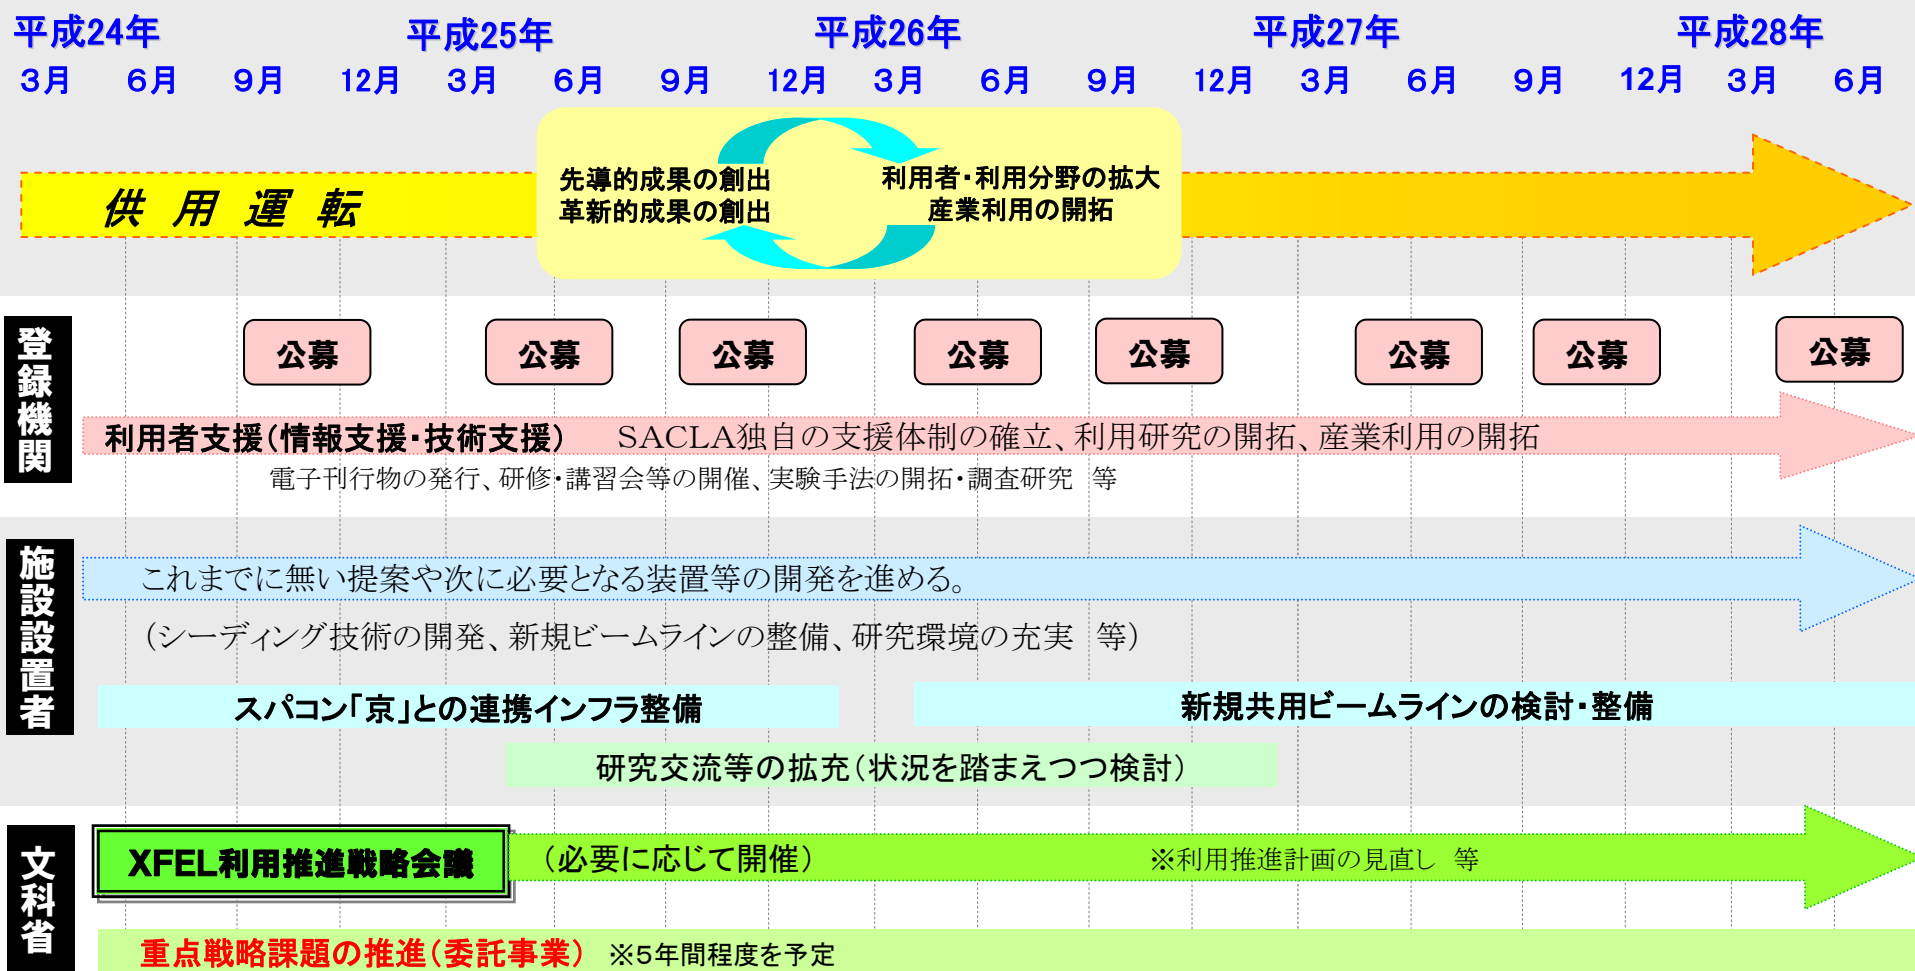 平成24年 平成25年 平成26年 平成27年 平成28年
3月 6月 9月 12月 3月 6月 9月 12月 3月 6月 9月 12月 3月 6月 9月 12月 3月 6月
供用運転
先導的成果の創出
革新的成果の創出
利用者・利用分野の拡大
産業利用の開拓
登録機関
公募 公募 公募 公募 公募 公募 公募 公募
利用者支援(情報支援・技術支援) SACLA独自の支援体制の確立、利用研究の開拓、産業利用の開拓
電子刊行物の発行、研修・講習会等の開催、実験手法の開拓・調査研究 等
施設設置者
これまでに無い提案や次に必要となる装置等の開発を進める。
(シーディング技術の開発、新規ビームラインの整備、研究環境の充実 等)
スパコン「京」との連携インフラ整備
新規共用ビームラインの検討・整備
研究交流等の拡充(状況を踏まえつつ検討)
文科省
XFEL利用推進戦略会議 (必要に応じて開催) ※利用推進計画の見直し 等
重点戦略課題の推進(委託事業) ※5年間程度を予定